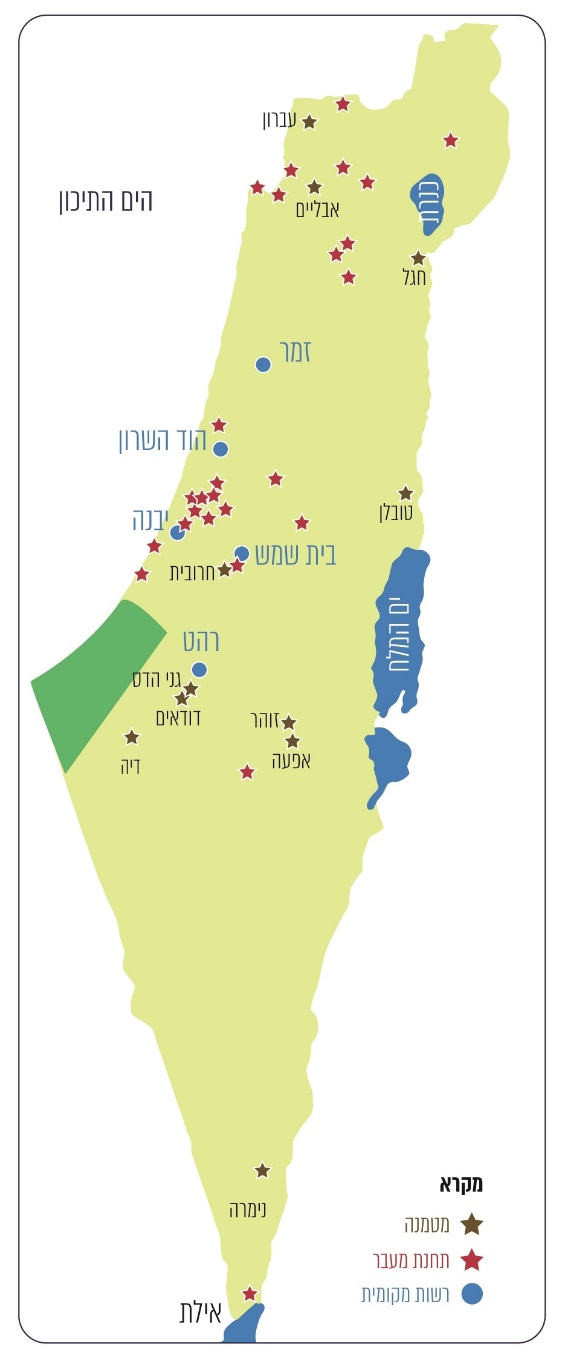 עברון
הים התיכון
כנרת
אבליים
חגל
זמר
הוד השרון
טובלן
יבנה
בית שמש
חרובית
ים המלח
רהט
גני הדס
דודאים
זוהר
דיה
אפעה
נימרה
אילת
מקרא
מטמנה
תחנת מעבר
רשות מקומית